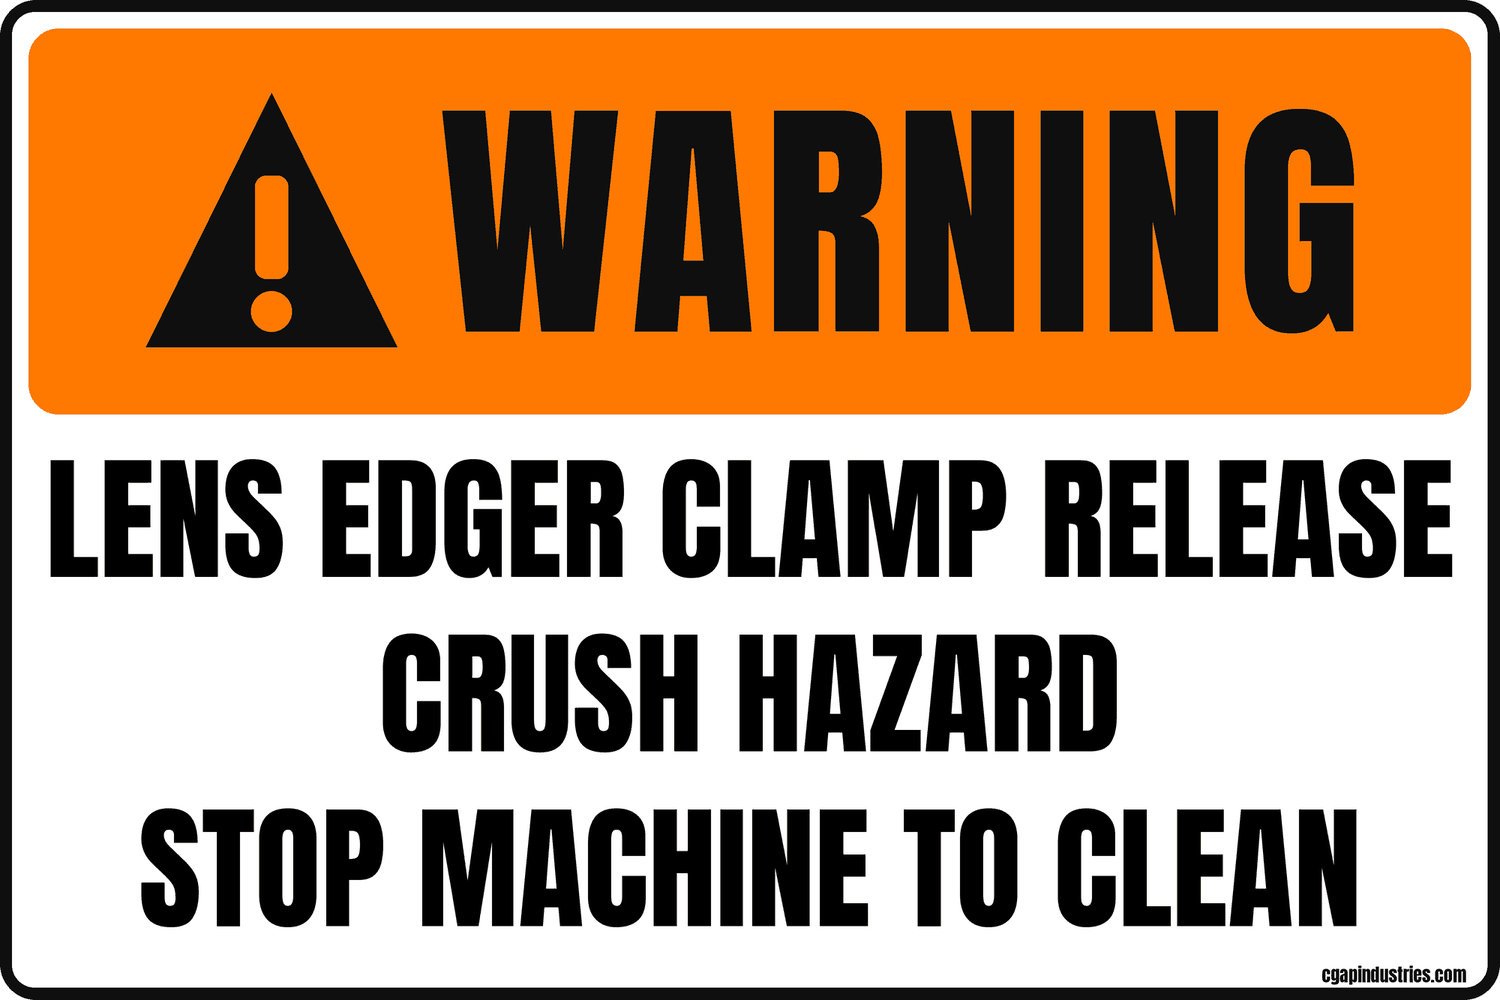 WARNING
LENS EDGER CLAMP RELEASE
CRUSH HAZARD
STOP MACHINE TO CLEAN
cgapindustries.com